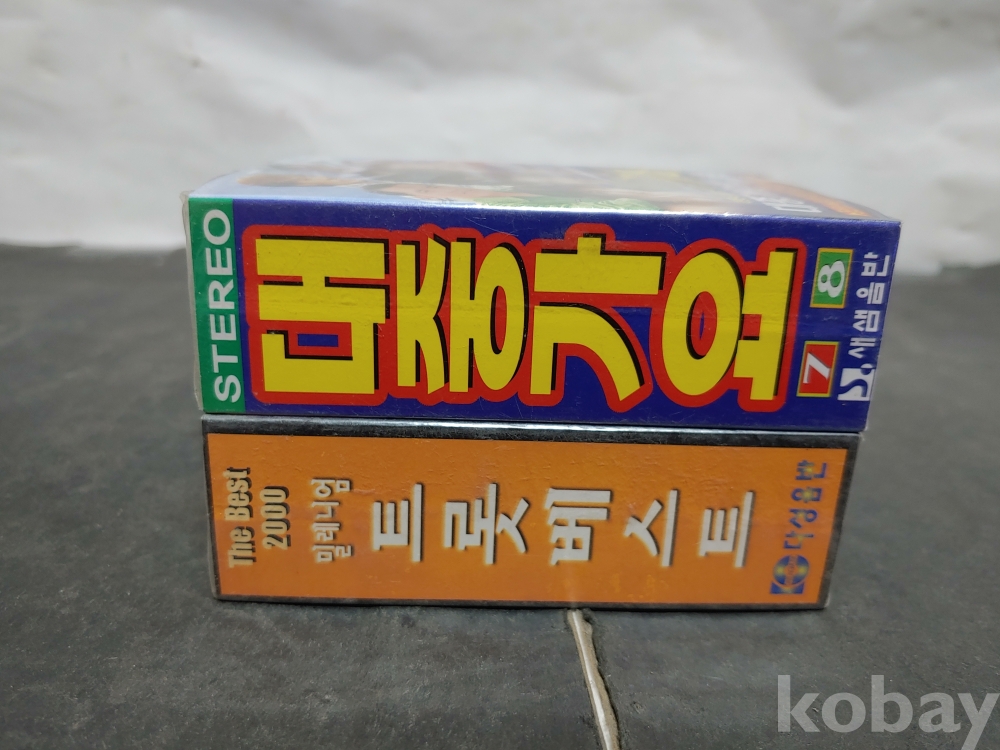 STEREO
대중가요
7 8
새샘음반
The Best
2000
밀레니엄
트롯베스트
다성음반
kobay